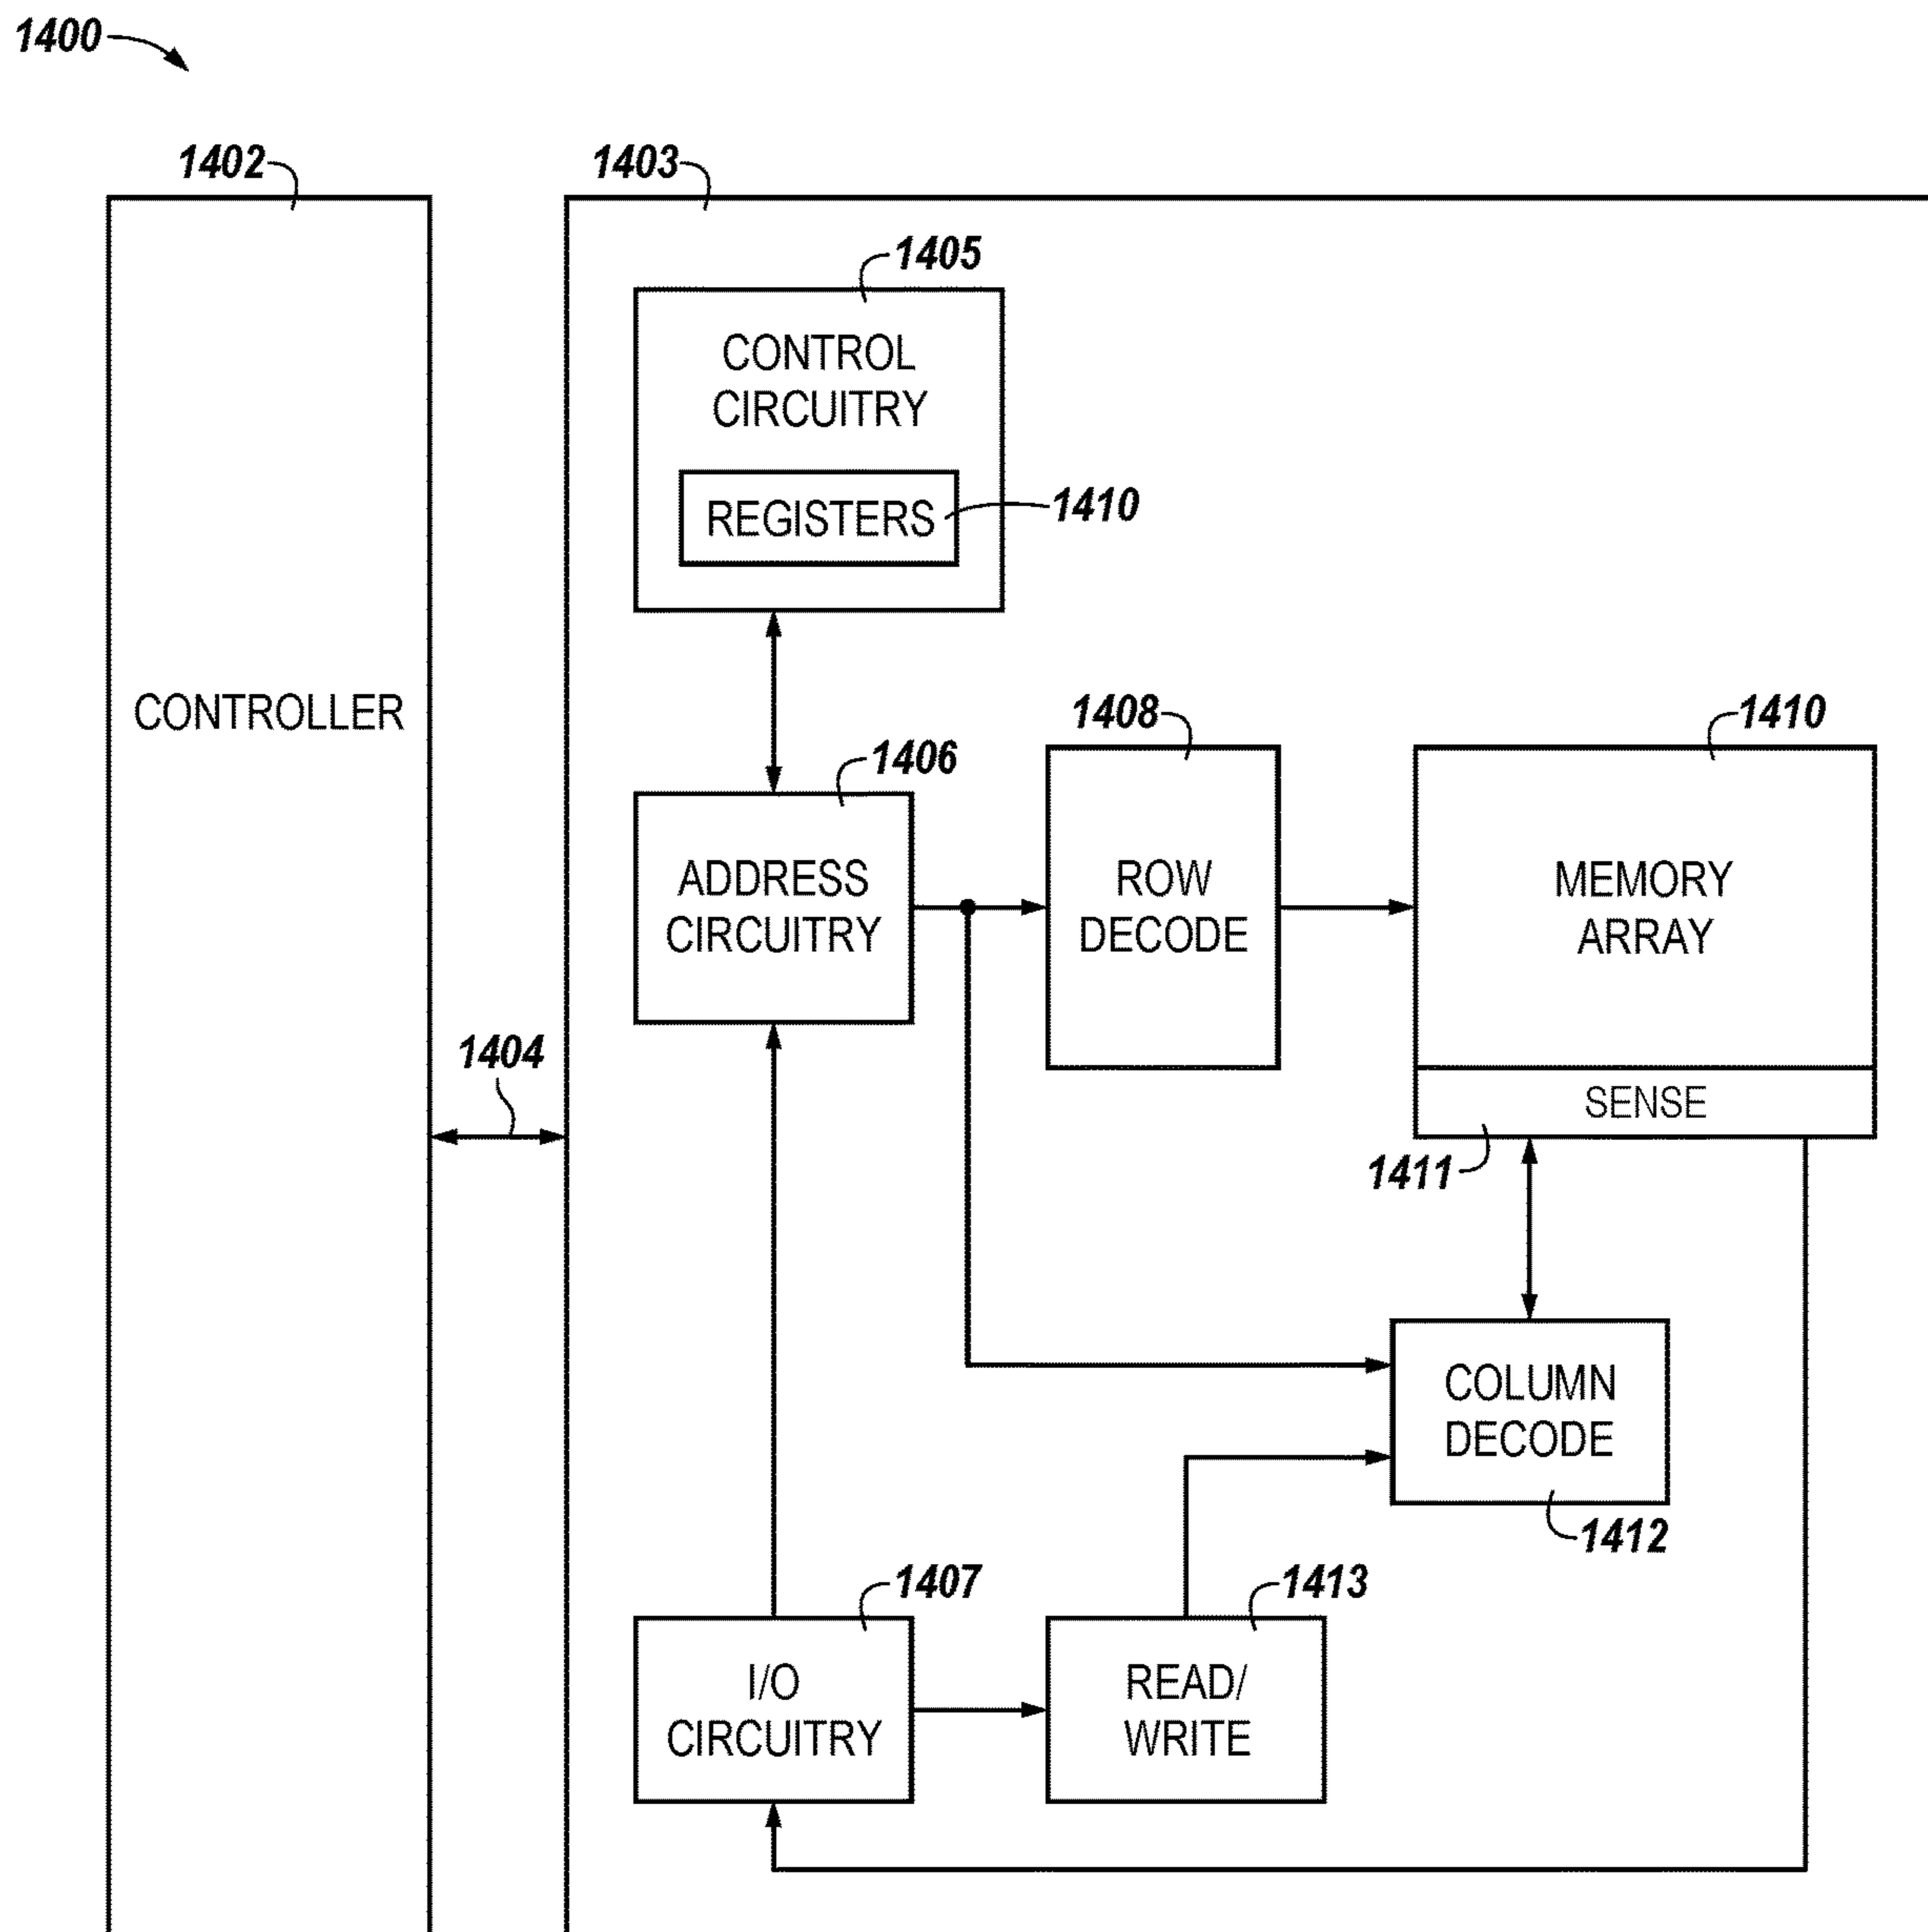 1400
1402
1403
1405
CONTROL
CIRCUITRY
REGISTERS
1410
CONTROLLER
1406
1408
1410
ADDRESS
CIRCUITRY
ROW
DECODE
MEMORY
ARRAY
1404
SENSE
1411
COLUMN
DECODE
1412
1407
1413
I/O
CIRCUITRY
READ/
WRITE